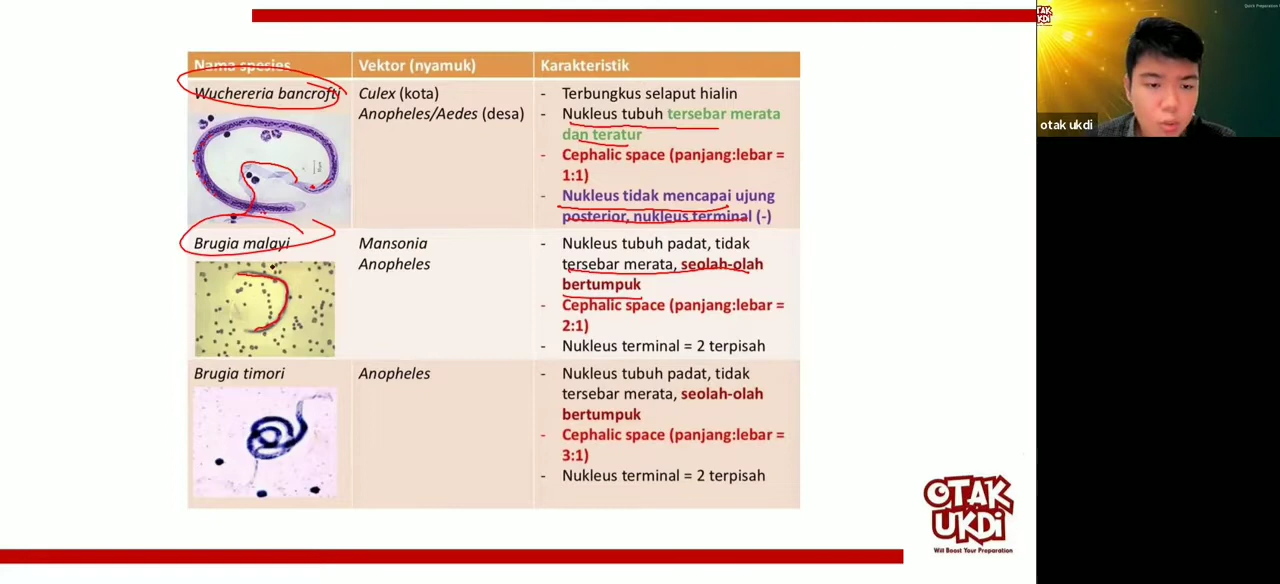 Nama spesies
Vektor (nyamuk)
Karakteristik
Wuchereria bancrofti
Culex (kota)
Anopheles/Aedes (desa)
- Terbungkus selaput hialin
- Nukleus tubuh tersebar merata
dan teratur
- Cephalic space (panjang:lebar =
1:1)
- Nukleus tidak mencapai ujung
posterior, nukleus terminal (-)
Brugia malayi
Mansonia
Anopheles
- Nukleus tubuh padat, tidak
tersebar merata, seolah-olah
bertumpuk
- Cephalic space (panjang:lebar =
2:1)
- Nukleus terminal = 2 terpisah
Brugia timori
Anopheles
- Nukleus tubuh padat, tidak
tersebar merata, seolah-olah
bertumpuk
- Cephalic space (panjang:lebar =
3:1)
- Nukleus terminal = 2 terpisah
OTAK
UKDI
Will Boost Your Preparation
OTAK
UKDI
otak ukdi